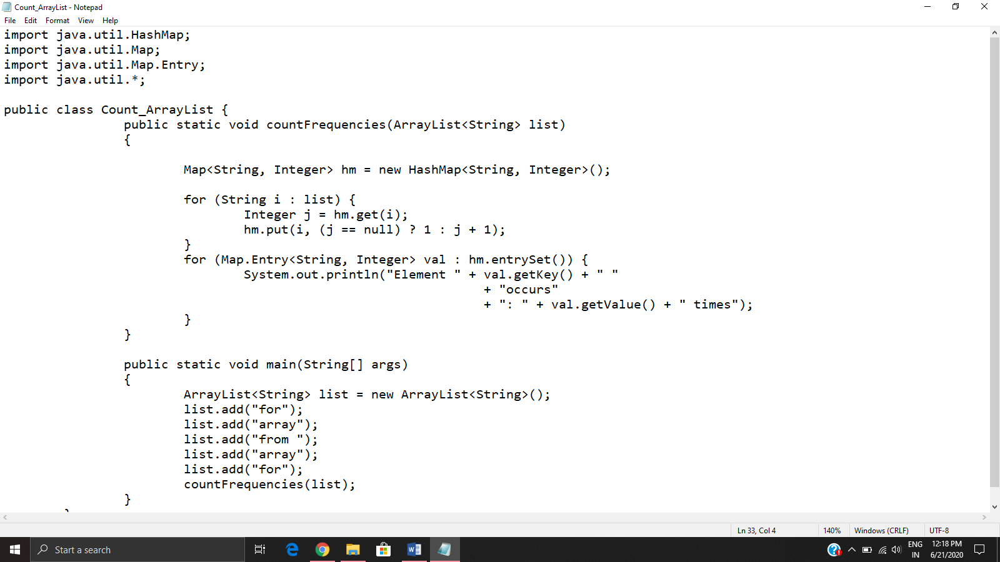 Count_ArrayList - Notepad
File Edit Format View Help
import java.util.HashMap;
import java.util.Map;
import java.util.Map.Entry;
import java.util.*;
public class Count_ArrayList {
public static void countFrequencies(ArrayList<String> list)
{
Map<String, Integer> hm = new HashMap<String, Integer>();
for (String i : list) {
Integer j = hm.get(i);
hm.put(i, (j == null) ? 1 : j + 1);
}
for (Map.Entry<String, Integer> val : hm.entrySet()) {
System.out.println("Element " + val.getKey() + " "
+ "occurs"
+ ": " + val.getValue() + " times");
}
}
public static void main(String[] args)
{
ArrayList<String> list = new ArrayList<String>();
list.add("for");
list.add("array");
list.add("from ");
list.add("array");
list.add("for");
countFrequencies(list);
}
Ln 33, Col 4 140% Windows (CRLF) UTF-8
Start a search
ENG 12:18 PM
IN 6/21/2020